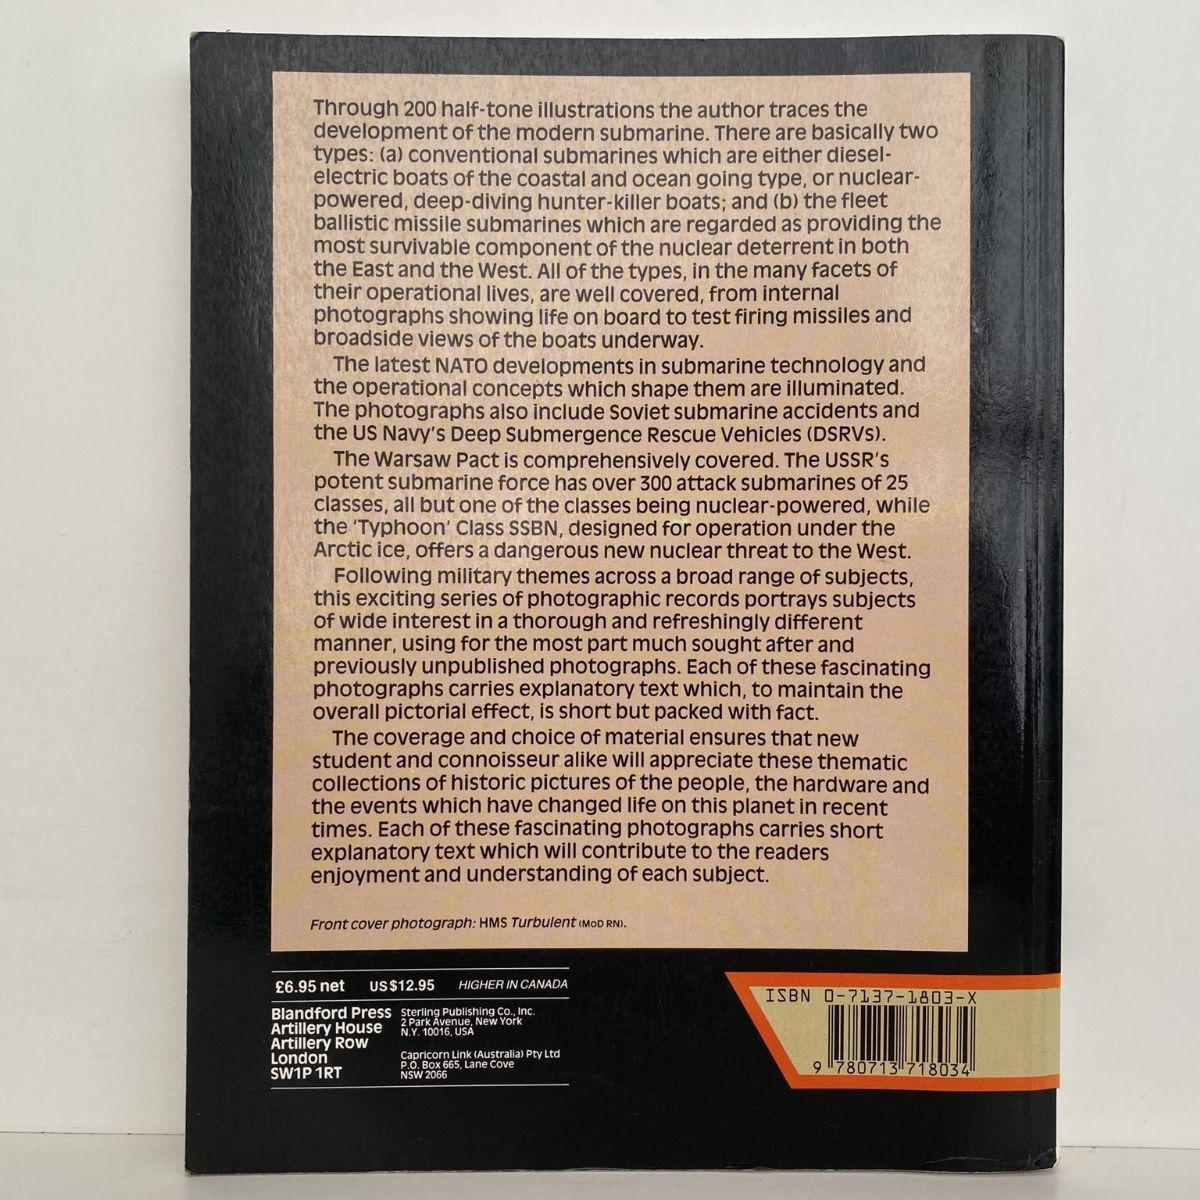 Through 200 half-tone illustrations the author traces the
development of the modern submarine. There are basically two
types: (a) conventional submarines which are either diesel-
electric boats of the coastal and ocean going type, or nuclear-
powered, deep-diving hunter-killer boats; and (b) the fleet
ballistic missile submarines which are regarded as providing the
most survivable component of the nuclear deterrent in both
the East and the West. All of the types, in the many facets of
their operational lives, are well covered, from internal
photographs showing life on board to test firing missiles and
broadside views of the boats underway.
The latest NATO developments in submarine technology and
the operational concepts which shape them are illuminated.
The photographs also include Soviet submarine accidents and
the US Navy's Deep Submergence Rescue Vehicles (DSRVs).
The Warsaw Pact is comprehensively covered. The USSR's
potent submarine force has over 300 attack submarines of 25
classes, all but one of the classes being nuclear-powered, while
the 'Typhoon' Class SSBN, designed for operation under the
Arctic ice, offers a dangerous new nuclear threat to the West.
Following military themes across a broad range of subjects,
this exciting series of photographic records portrays subjects
of wide interest in a thorough and refreshingly different
manner, using for the most part much sought after and
previously unpublished photographs. Each of these fascinating
photographs carries explanatory text which, to maintain the
overall pictorial effect, is short but packed with fact.
The coverage and choice of material ensures that new
student and connoisseur alike will appreciate these thematic
collections of historic pictures of the people, the hardware and
the events which have changed life on this planet in recent
times. Each of these fascinating photographs carries short
explanatory text which will contribute to the readers
enjoyment and understanding of each subject.
Front cover photograph: HMS Turbulent (MoD RN).
£6.95 net US $12.95 HIGHER IN CANADA
Blandford Press
Artillery House
Artillery Row
London
SW1P 1RT
Sterling Publishing Co., Inc.
2 Park Avenue, New York
N.Y. 10016, USA
Capricorn Link (Australia) Pty Ltd
P.O. Box 665, Lane Cove
NSW 2066
ISBN 0-7137-1803-X
9 780713 718034